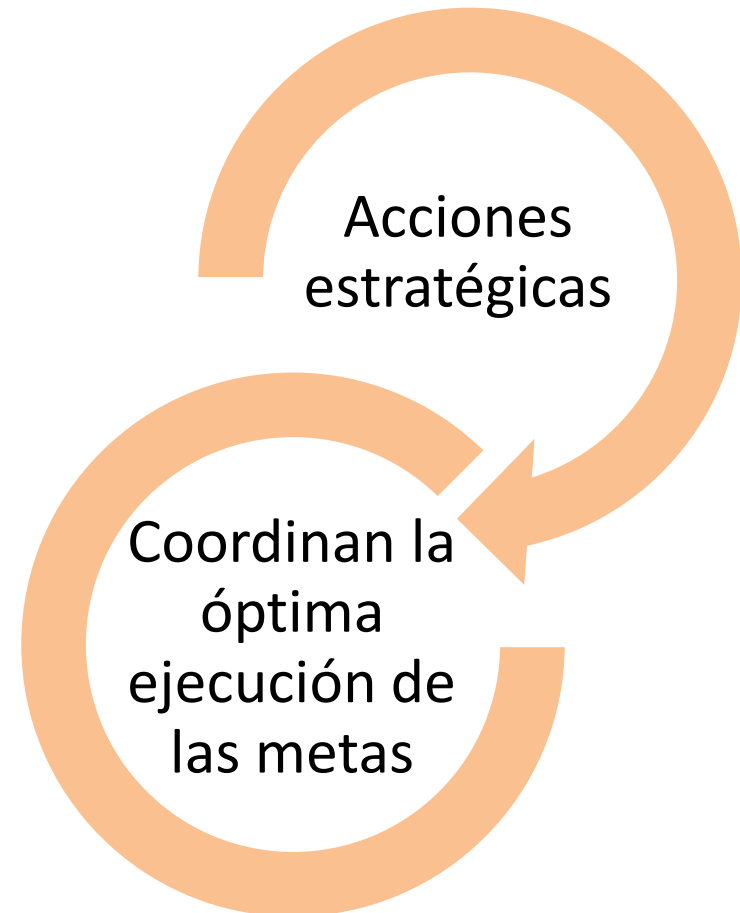 Acciones
estratégicas
Coordinan la
óptima
ejecución de
las metas